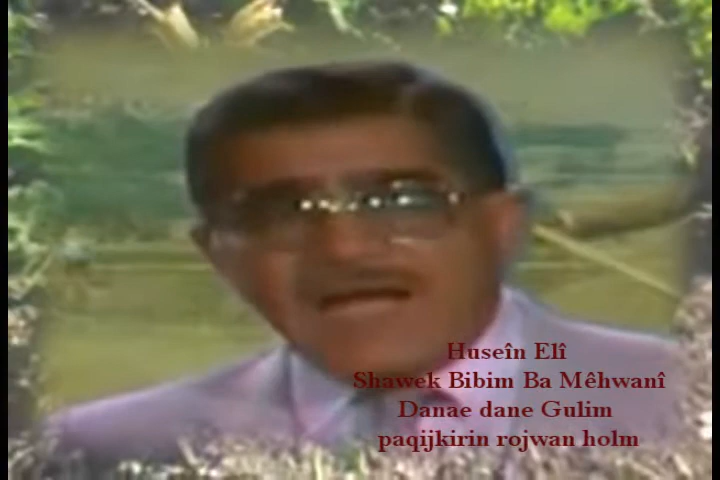 Huseîn Elî
Shawek Bibim Ba Mêhwanî
Danae dane Gulim
paqijkirin rojwan holm